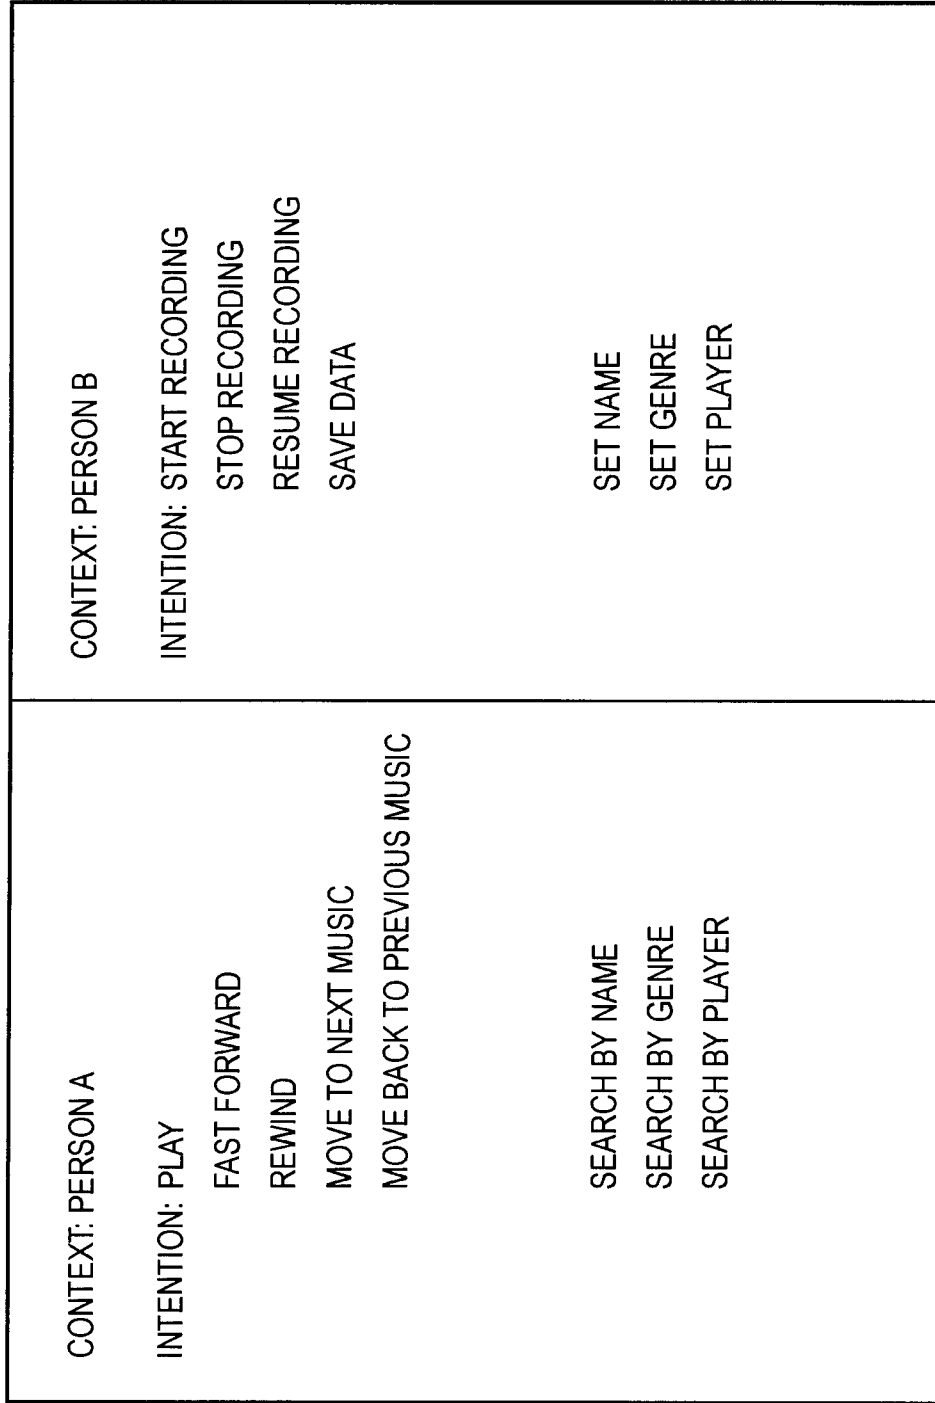 CONTEXT: PERSON A
INTENTION: PLAY
FAST FORWARD
REWIND
MOVE TO NEXT MUSIC
MOVE BACK TO PREVIOUS MUSIC
SEARCH BY NAME
SEARCH BY GENRE
SEARCH BY PLAYER
CONTEXT: PERSON B
INTENTION: START RECORDING
STOP RECORDING
RESUME RECORDING
SAVE DATA
SET NAME
SET GENRE
SET PLAYER